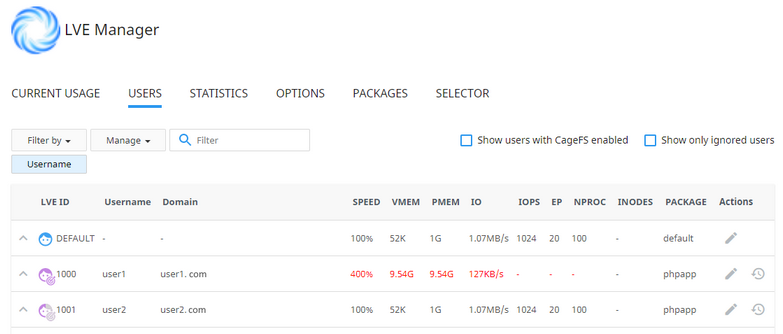 LVE Manager
CURRENT USAGE USERS STATISTICS OPTIONS PACKAGES SELECTOR
Filter by Manage Filter Show users with CageFS enabled Show only ignored users
Username
LVE ID Username Domain SPEED VMEM PMEM IO IOPS EP NPROC INODES PACKAGE Actions
DEFAULT - - 100% 52K 1G 1.07MB/s 1024 20 100 - default
1000 user1 user1.com 400% 9.54G 9.54G 127KB/s - - - - phpapp
1001 user2 user2.com 100% 52K 1G 1.07MB/s 1024 20 100 - phpapp